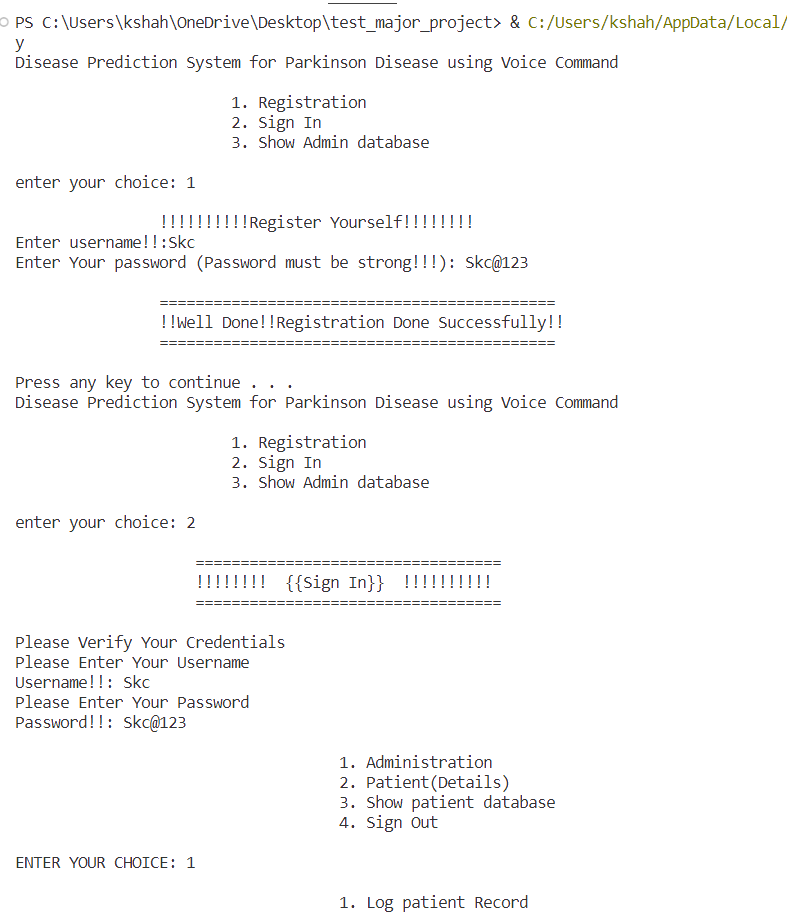 PS C:\Users\kshah\OneDrive\Desktop\test_major_project> & C:/Users/kshah/AppData/Local/
y
Disease Prediction System for Parkinson Disease using Voice Command
1. Registration
2. Sign In
3. Show Admin database
enter your choice: 1
!!!!!!!!!!Register Yourself!!!!!!!!
Enter username!!:Skc
Enter Your password (Password must be strong!!!): Skc@123
============================================
!!Well Done!!Registration Done Successfully!!
============================================
Press any key to continue . . .
Disease Prediction System for Parkinson Disease using Voice Command
1. Registration
2. Sign In
3. Show Admin database
enter your choice: 2
==================================
!!!!!!!!  {{Sign In}}  !!!!!!!!!!
==================================
Please Verify Your Credentials
Please Enter Your Username
Username!!: Skc
Please Enter Your Password
Password!!: Skc@123
1. Administration
2. Patient(Details)
3. Show patient database
4. Sign Out
ENTER YOUR CHOICE: 1
1. Log patient Record